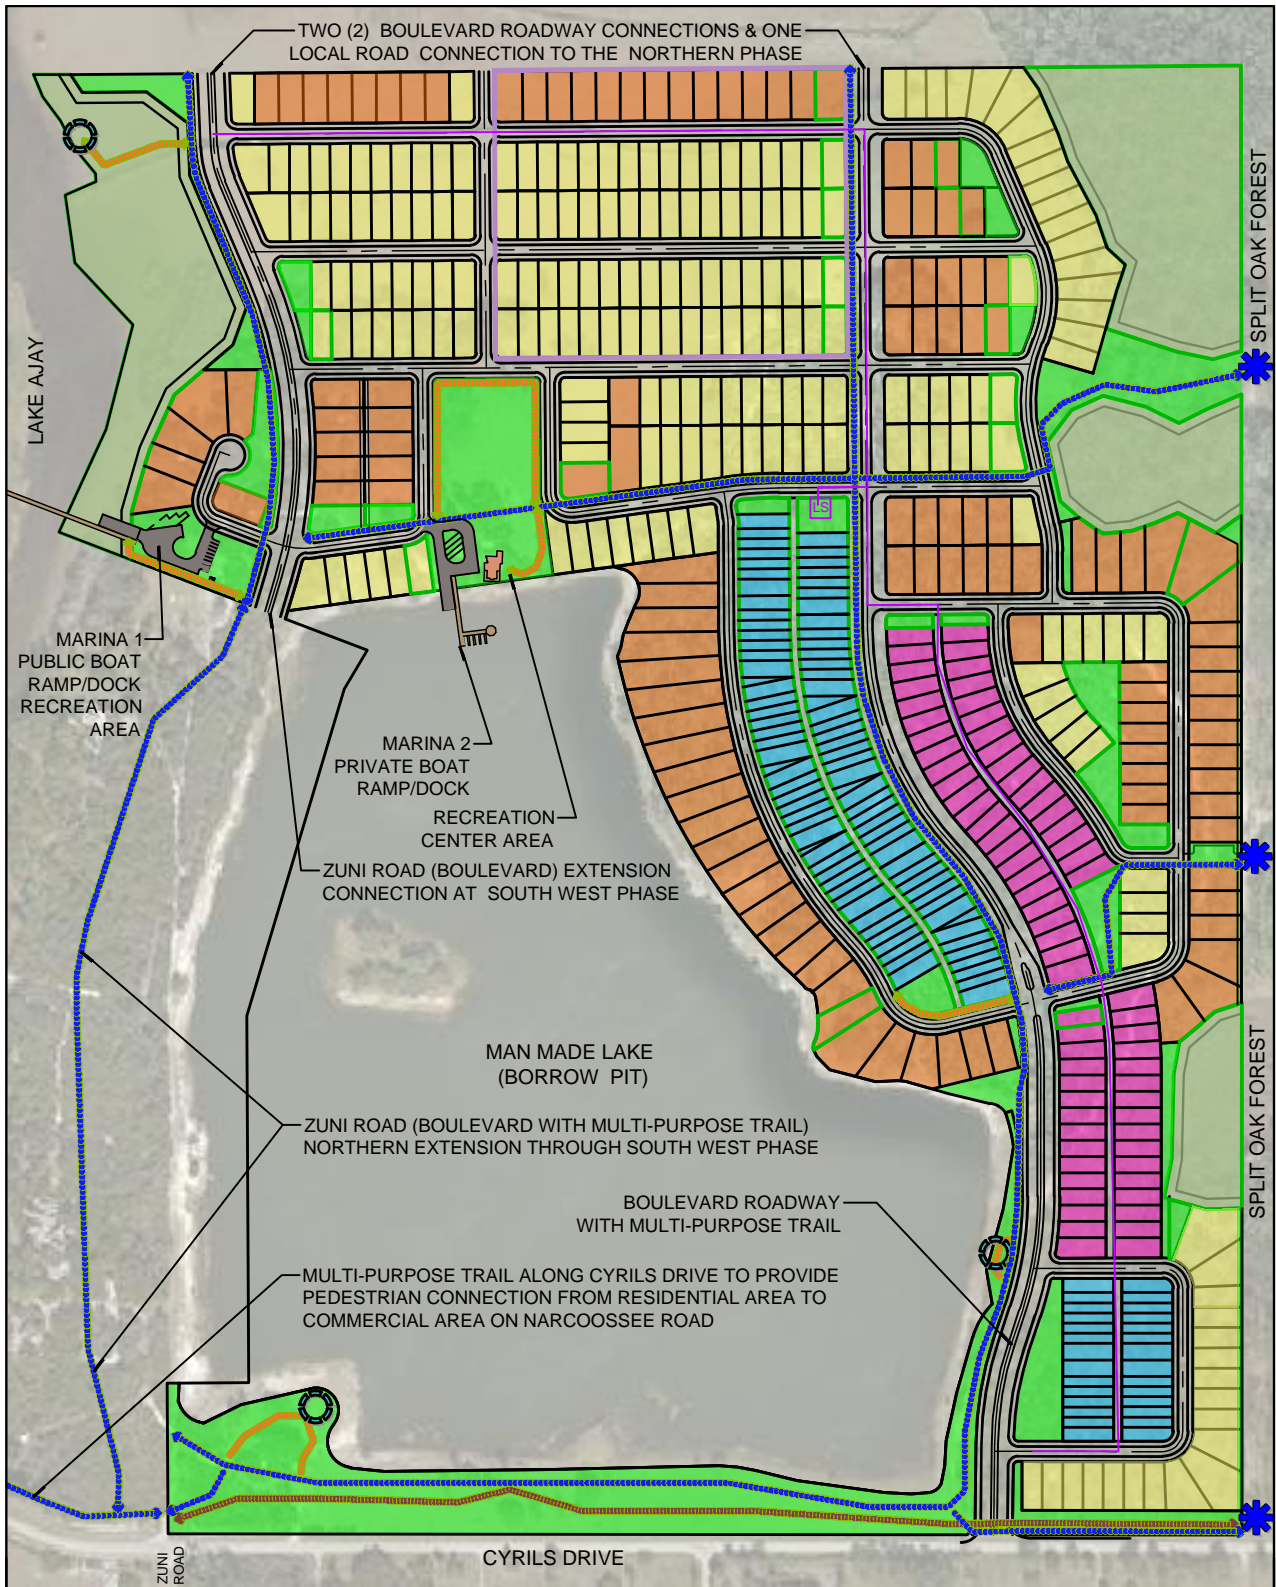 TWO (2) BOULEVARD ROADWAY CONNECTIONS & ONE
LOCAL ROAD CONNECTION TO THE NORTHERN PHASE
SPLIT OAK FOREST
LAKE AJAY
LS
MARINA 1
PUBLIC BOAT
RAMP/DOCK
RECREATION
AREA
MARINA 2
PRIVATE BOAT
RAMP/DOCK
RECREATION
CENTER AREA
ZUNI ROAD (BOULEVARD) EXTENSION
CONNECTION AT SOUTH WEST PHASE
MAN MADE LAKE
(BORROW PIT)
ZUNI ROAD (BOULEVARD WITH MULTI-PURPOSE TRAIL)
NORTHERN EXTENSION THROUGH SOUTH WEST PHASE
SPLIT OAK FOREST
BOULEVARD ROADWAY
WITH MULTI-PURPOSE TRAIL
MULTI-PURPOSE TRAIL ALONG CYRILS DRIVE TO PROVIDE
PEDESTRIAN CONNECTION FROM RESIDENTIAL AREA TO
COMMERCIAL AREA ON NARCOOSSEE ROAD
ZUNI
ROAD
CYRILS DRIVE